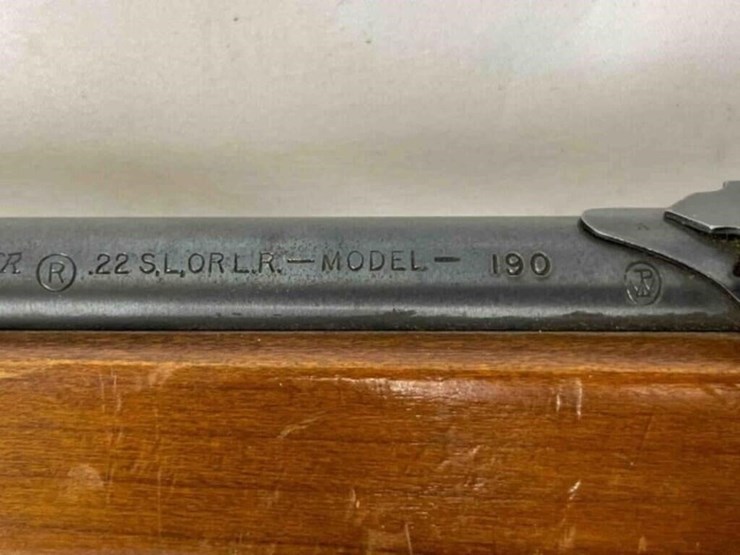 R ® .22 S,L,OR L.R.—MODEL— 190